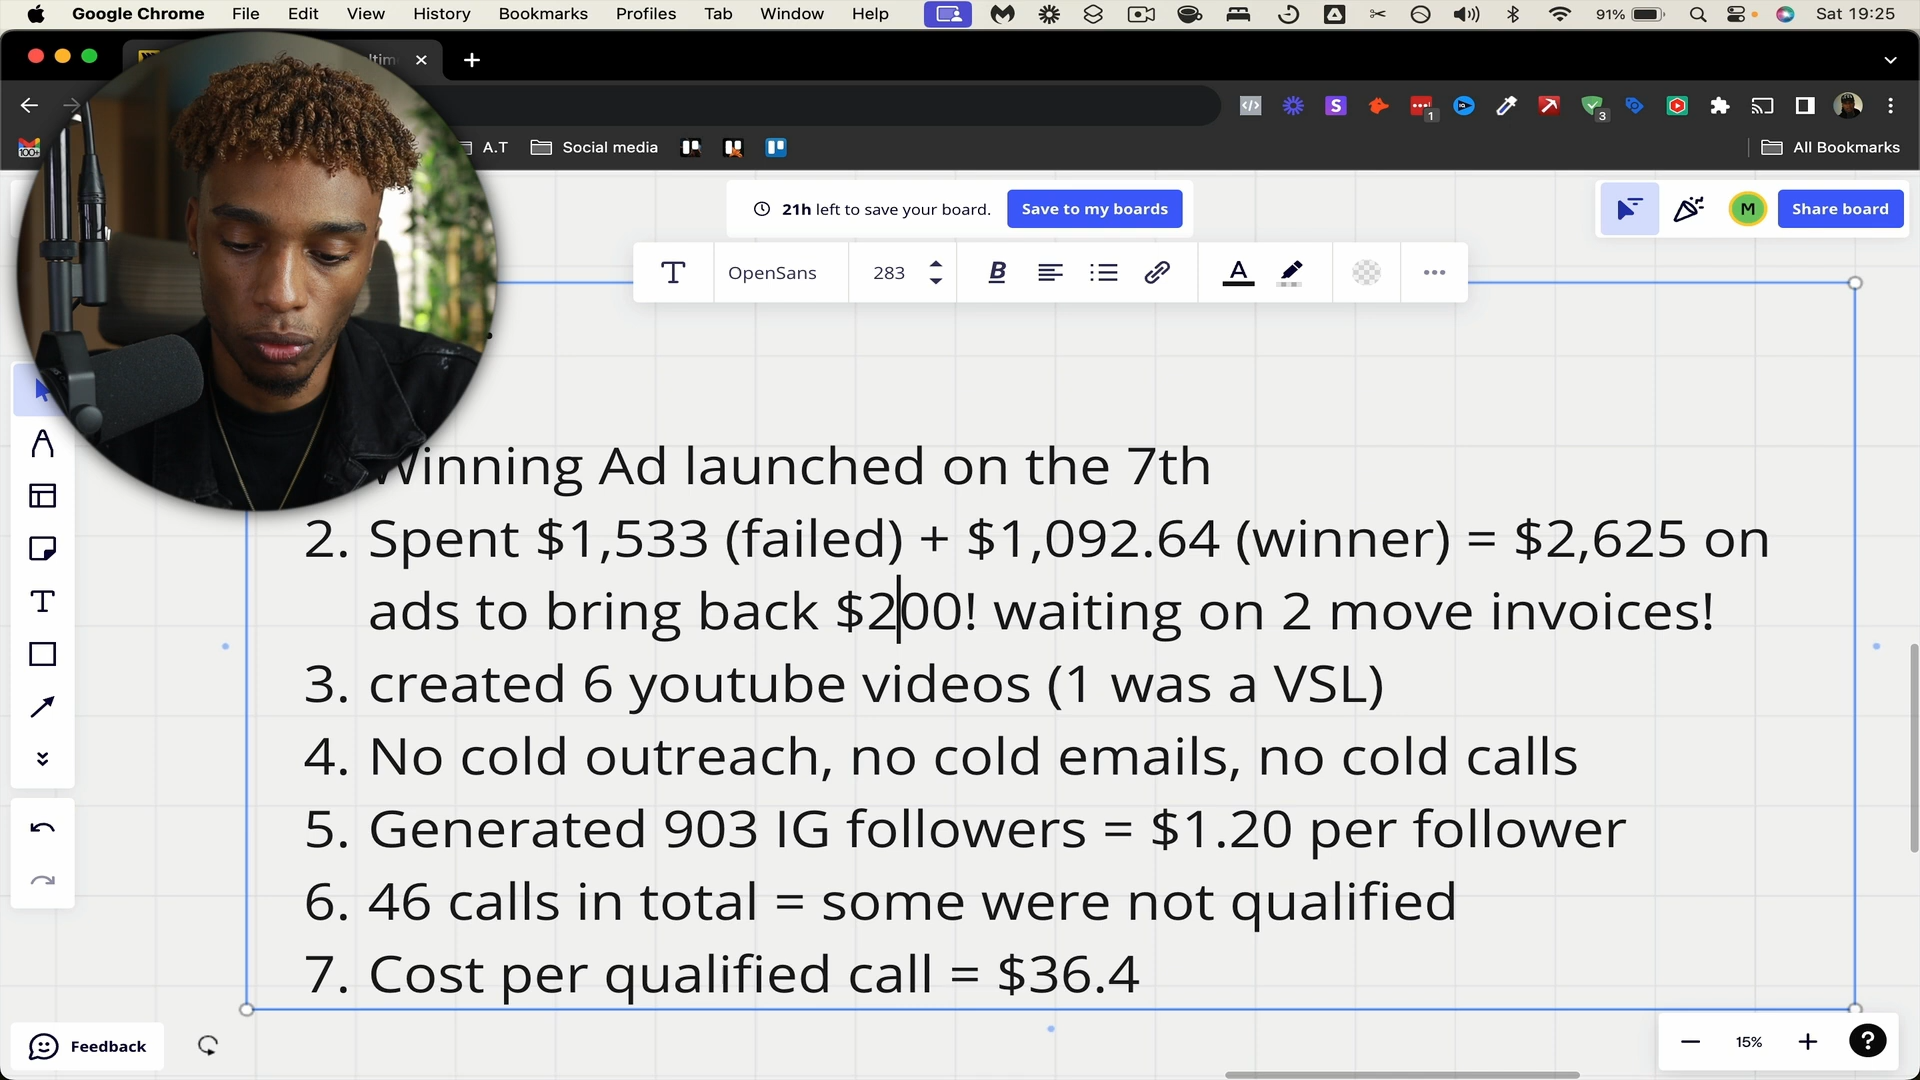 Google Chrome File Edit View History Bookmarks Profiles Tab Window Help 91% Sat 19:25
1 S 3
100+ A.T Social media All Bookmarks
21h left to save your board. Save to my boards M Share board
OpenSans 283 B A
Winning Ad launched on the 7th
2. Spent $1,533 (failed) + $1,092.64 (winner) = $2,625 on
ads to bring back $200! waiting on 2 move invoices!
3. created 6 youtube videos (1 was a VSL)
4. No cold outreach, no cold emails, no cold calls
5. Generated 903 IG followers = $1.20 per follower
6. 46 calls in total = some were not qualified
7. Cost per qualified call = $36.4
Feedback 15% ?